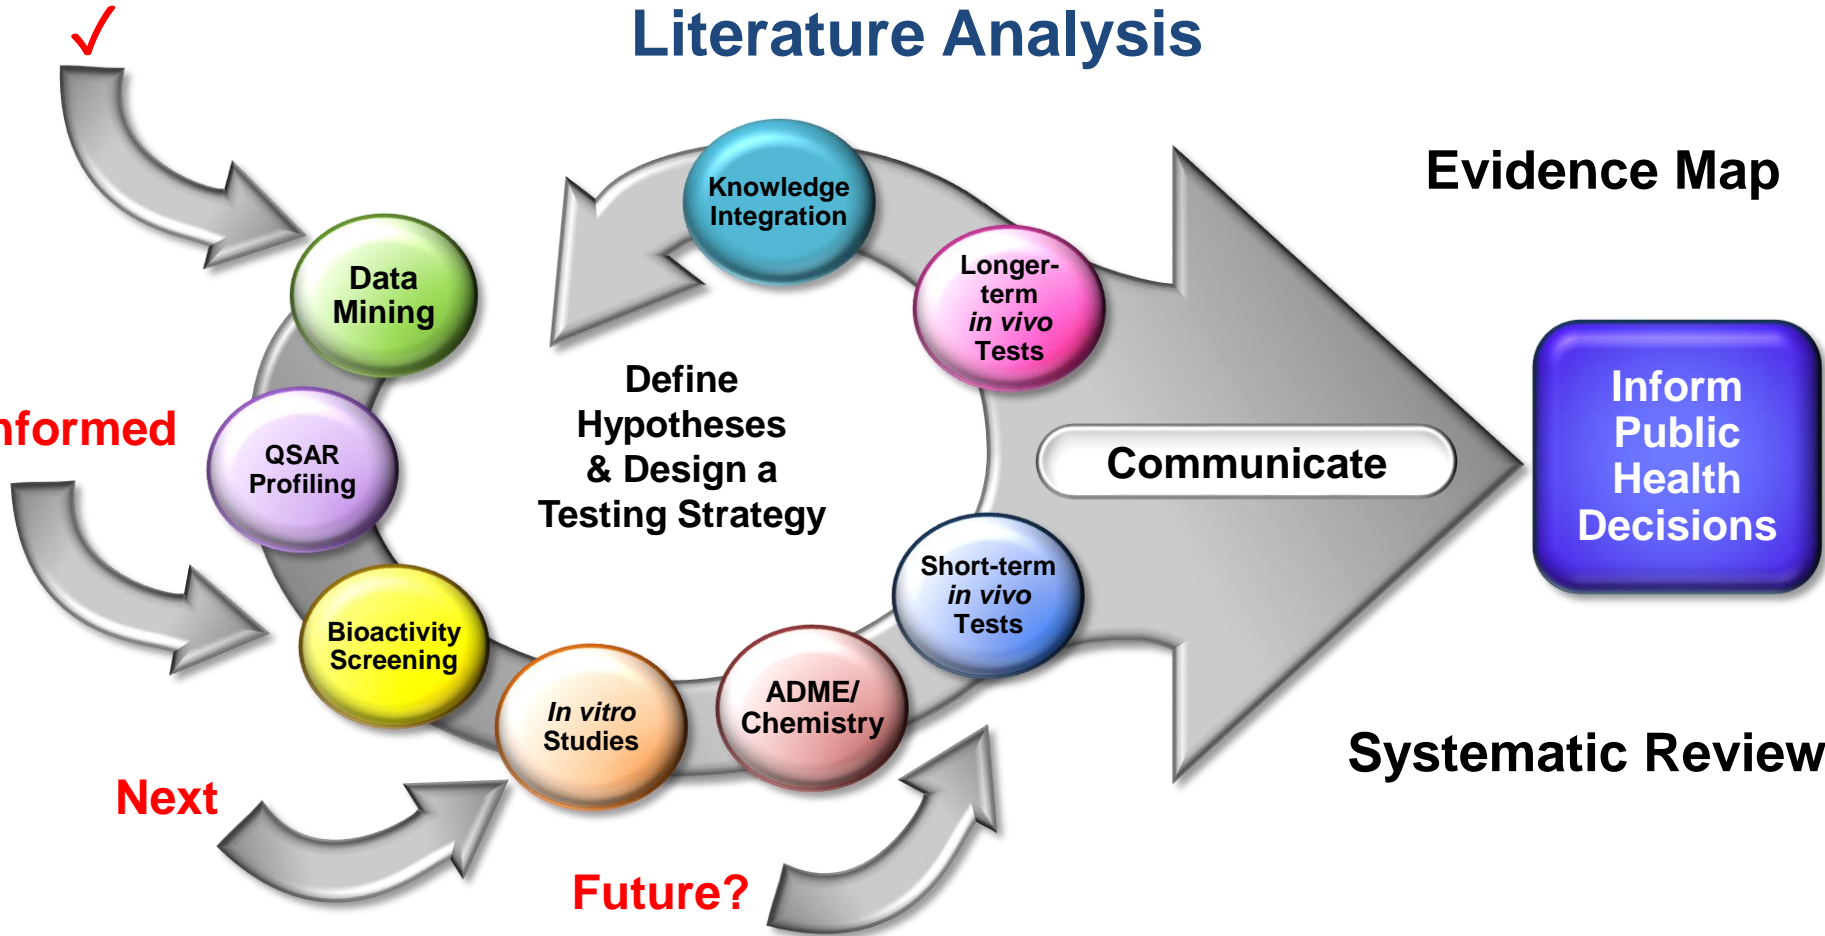 ✓
Literature Analysis
Evidence Map
Knowledge
Integration
Longer-
term
in vivo
Tests
Data
Mining
Define
Hypotheses
& Design a
Testing Strategy
Inform
Public
Health
Decisions
nformed
QSAR
Profiling
Communicate
Short-term
in vivo
Tests
Bioactivity
Screening
In vitro
Studies
ADME/
Chemistry
Systematic Review
Next
Future?